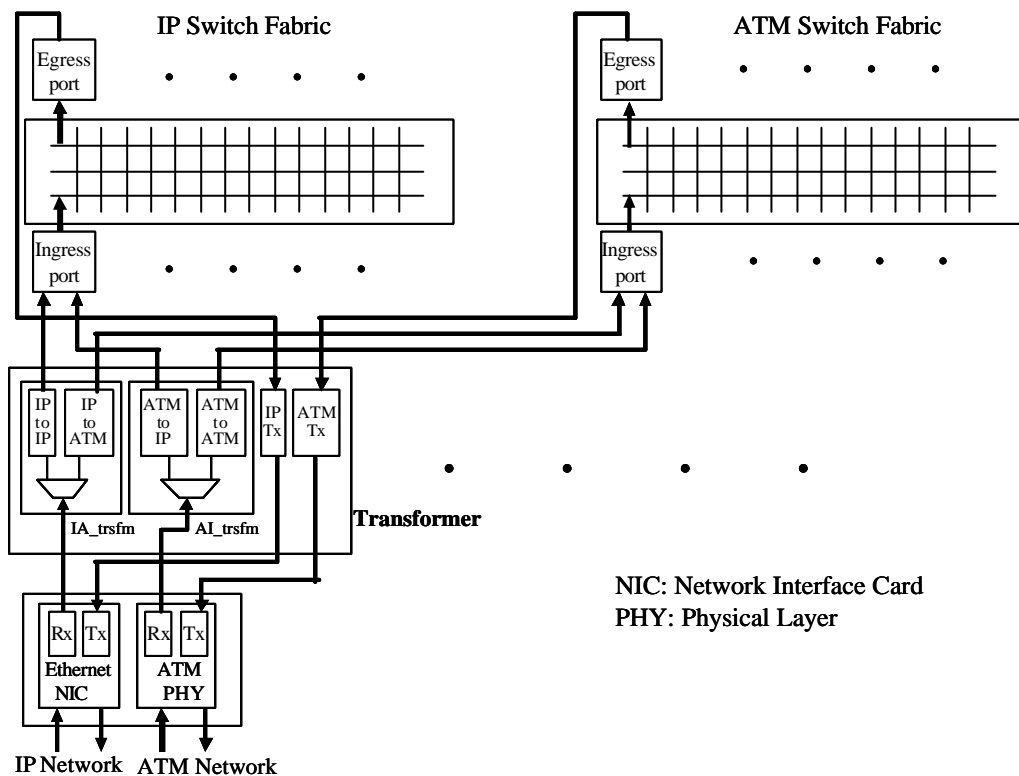 IP Switch Fabric
ATM Switch Fabric
Egress
port
Egress
port
Ingress
port
Ingress
port
IP
to
IP
IP
to
ATM
ATM
to
IP
ATM
to
ATM
IP
Tx
ATM
Tx
IA_trsfm
AI_trsfm
Transformer
Rx
Tx
Ethernet
NIC
Rx
Tx
ATM
PHY
NIC: Network Interface Card
PHY: Physical Layer
IP Network
ATM Network